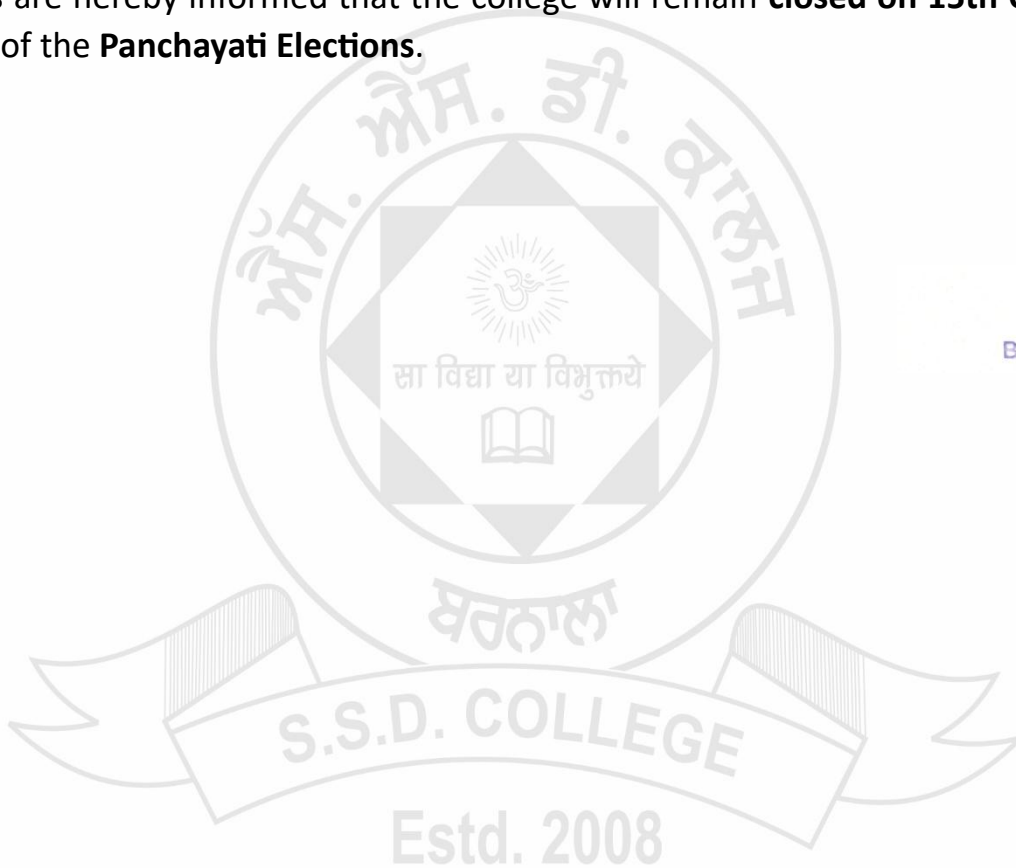 s are hereby informed that the college will remain closed on 15th
of the Panchayati Elections.
ਐੱਸ. ਐੱਸ. ਡੀ. ਕਾਲਜ
सा विद्या या विभुक्तये
B
ਬਰਨਾਲਾ
S.S.D. COLLEGE
Estd. 2008